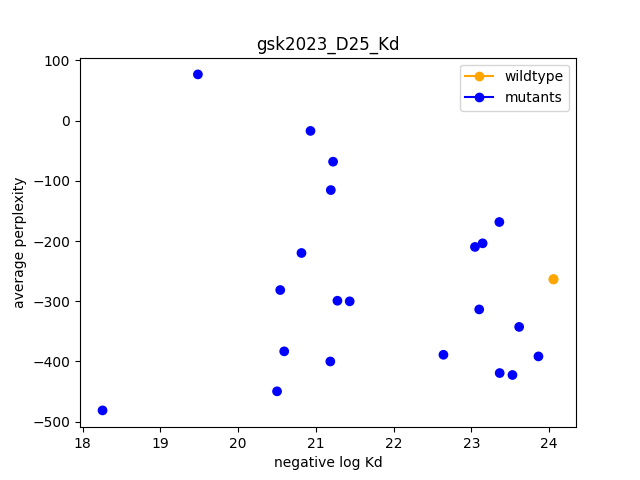 gsk2023_D25_Kd
wildtype
mutants
100
0
−100
−200
−300
−400
−500
average perplexity
18 19 20 21 22 23 24
negative log Kd